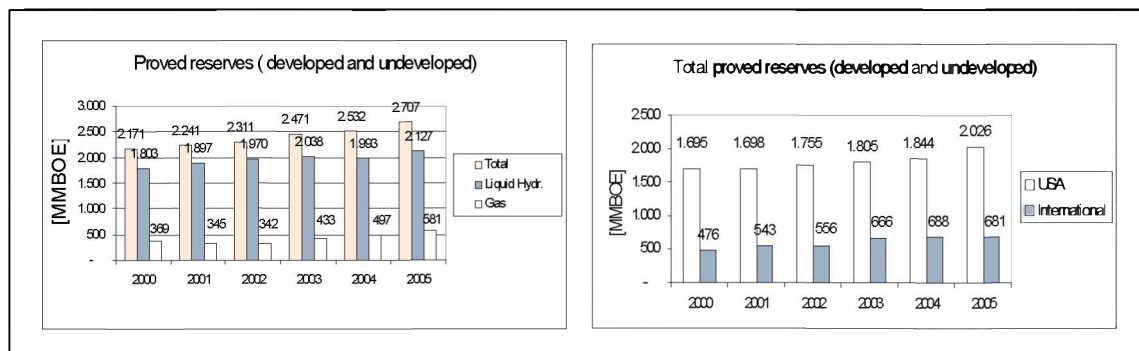 Proved reserves ( developed and undeveloped)
[MMBOE]
3.000
2.500
2.000
1.500
1.000
500
-
2.171 2.241 2.311 2.471 2.532 2.707
1.803 1.897 1.970 2.038 1.993 2.127
369 345 342 433 497 581
2000 2001 2002 2003 2004 2005
Total
Liquid Hydr.
Gas
Total proved reserves (developed and undeveloped)
[MMBOE]
2.500
2.000
1.500
1.000
500
-
1.695 1.698 1.755 1.805 1.844 2.026
476 543 556 666 688 681
2000 2001 2002 2003 2004 2005
USA
International